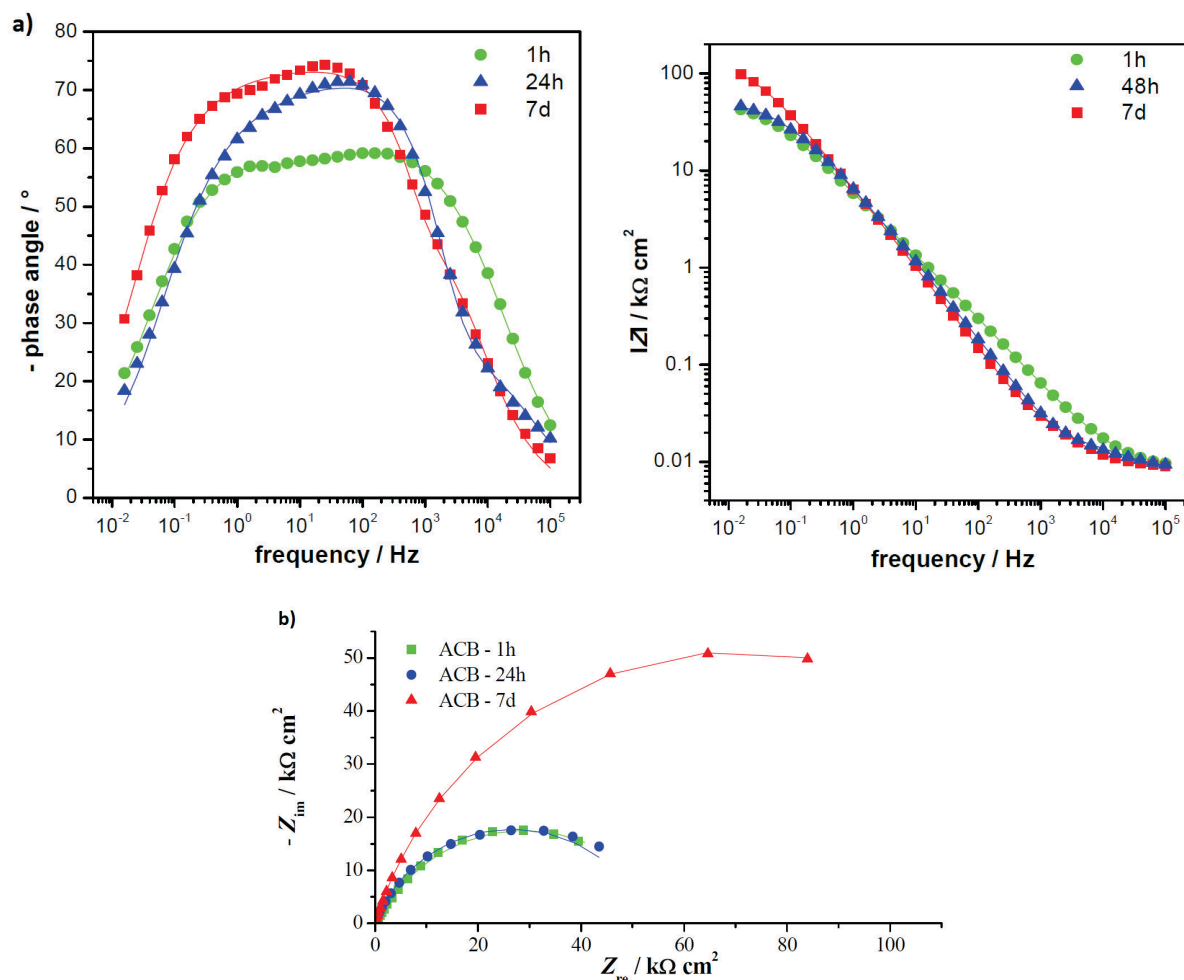 a)
80
70
60
50
40
30
20
10
0
- phase angle / °
1h
24h
7d
10-2 10-1 100 101 102 103 104 105
frequency / Hz
100
10
1
0.1
0.01
|Z| / kΩ cm2
1h
48h
7d
10-2 10-1 100 101 102 103 104 105
frequency / Hz
b)
50
40
30
20
10
0
- Zim / kΩ cm2
ACB - 1h
ACB - 24h
ACB - 7d
0 20 40 60 80 100
Zre / kΩ cm2